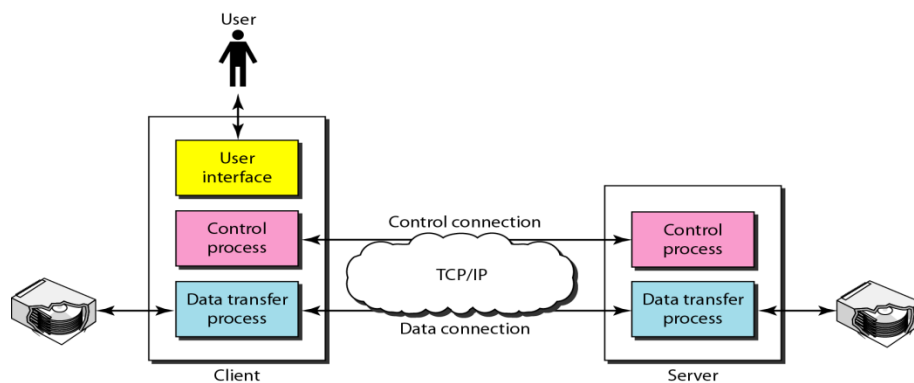 User
User
interface
Control
process
Data transfer
process
Client
Control connection
TCP/IP
Data connection
Control
process
Data transfer
process
Server